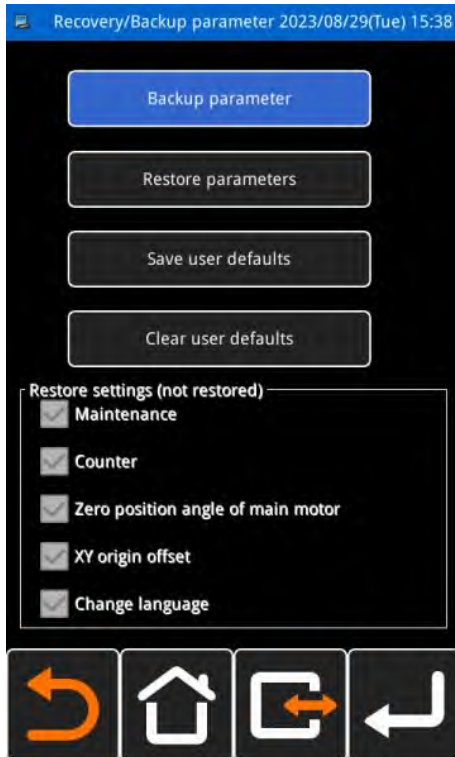 Recovery/Backup parameter 2023/08/29(Tue) 15:38
Backup parameter
Restore parameters
Save user defaults
Clear user defaults
Restore settings (not restored)
Maintenance
Counter
Zero position angle of main motor
XY origin offset
Change language